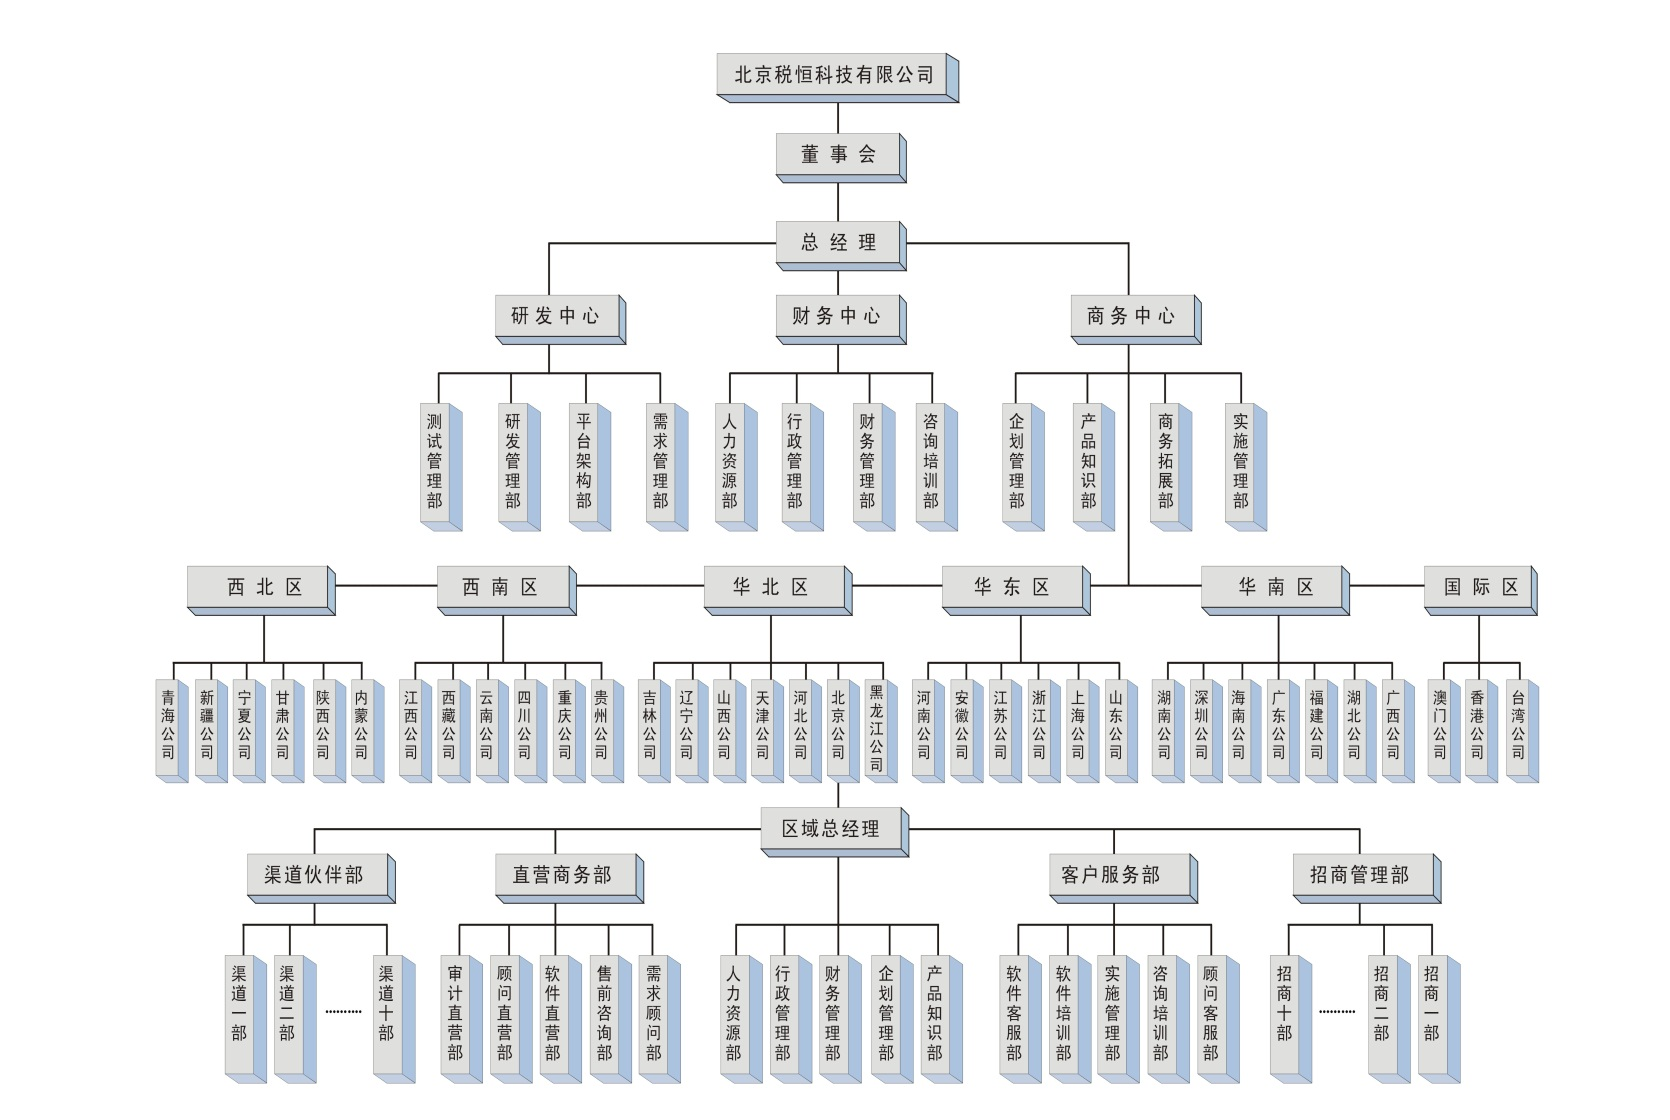 北京税恒科技有限公司
董事会
总经理
研发中心
财务中心
商务中心
测试管理部
研发管理部
平台架构部
需求管理部
人力资源部
行政管理部
财务管理部
咨询培训部
企划管理部
产品知识部
商务拓展部
实施管理部
西北区
西南区
华北区
华东区
华南区
国际区
青海公司
新疆公司
宁夏公司
甘肃公司
陕西公司
内蒙公司
江西公司
西藏公司
云南公司
四川公司
重庆公司
贵州公司
吉林公司
辽宁公司
山西公司
天津公司
河北公司
北京公司
黑龙江公司
河南公司
安徽公司
江苏公司
浙江公司
上海公司
山东公司
湖南公司
深圳公司
海南公司
广东公司
福建公司
湖北公司
广西公司
澳门公司
香港公司
台湾公司
区域总经理
渠道伙伴部
直营商务部
客户服务部
招商管理部
渠道一部
渠道二部
..........
渠道十部
审计直营部
顾问直营部
软件直营部
售前咨询部
需求顾问部
人力资源部
行政管理部
财务管理部
企划管理部
产品知识部
软件客服部
软件培训部
实施管理部
咨询培训部
顾问客服部
招商十部
..........
招商二部
招商一部